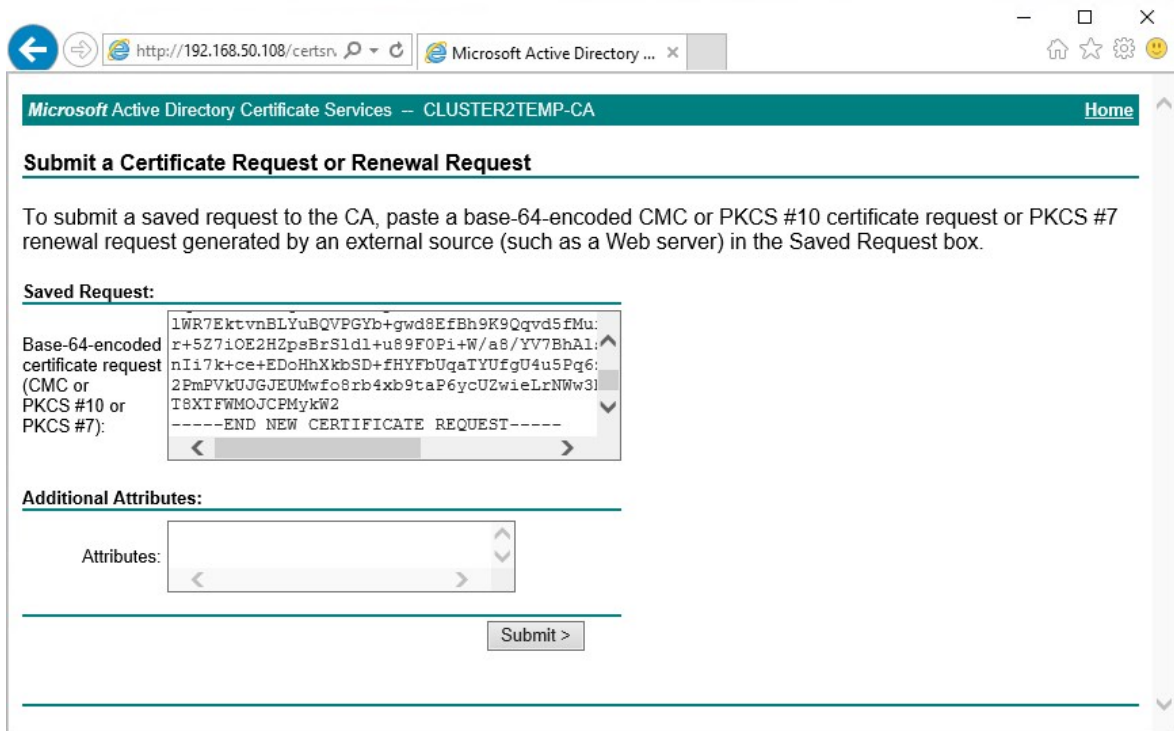 http://192.168.50.108/certsn
Microsoft Active Directory ...
Microsoft Active Directory Certificate Services -- CLUSTER2TEMP-CA
Home
Submit a Certificate Request or Renewal Request
To submit a saved request to the CA, paste a base-64-encoded CMC or PKCS #10 certificate request or PKCS #7
renewal request generated by an external source (such as a Web server) in the Saved Request box.
Saved Request:
Base-64-encoded
certificate request
(CMC or
PKCS #10 or
PKCS #7):
lWR7EktvnBLYuBQVPGYb+gwd8EfBh9K9Qqvd5fMu
r+5Z7iOE2HZpsBrSldl+u89F0Pi+W/a8/YV7BhAl
nIi7k+ce+EDoHhXkbSD+fHYFbUqaTYUfgU4u5Pq6
2PmPVkUJGJEUMwfo8rb4xb9taP6ycUZwieLrNWw3
T8XTFWMOJCPMykW2
-----END NEW CERTIFICATE REQUEST-----
Additional Attributes:
Attributes:
Submit >